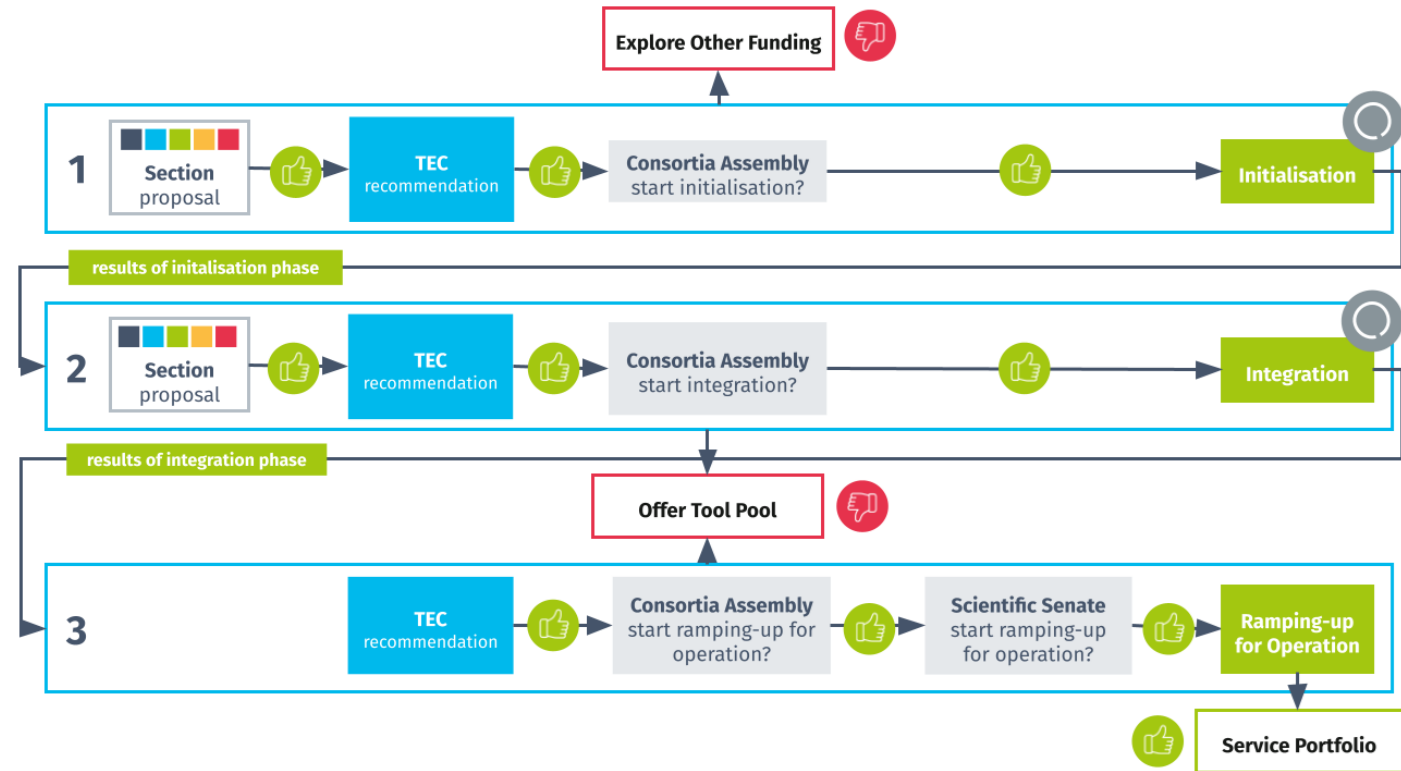 Explore Other Funding
1
Section
proposal
TEC
recommendation
Consortia Assembly
start initialisation?
Initialisation
results of initalisation phase
2
Section
proposal
TEC
recommendation
Consortia Assembly
start integration?
Integration
results of integration phase
Offer Tool Pool
3
TEC
recommendation
Consortia Assembly
start ramping-up for
operation?
Scientific Senate
start ramping-up
for operation?
Ramping-up
for Operation
Service Portfolio